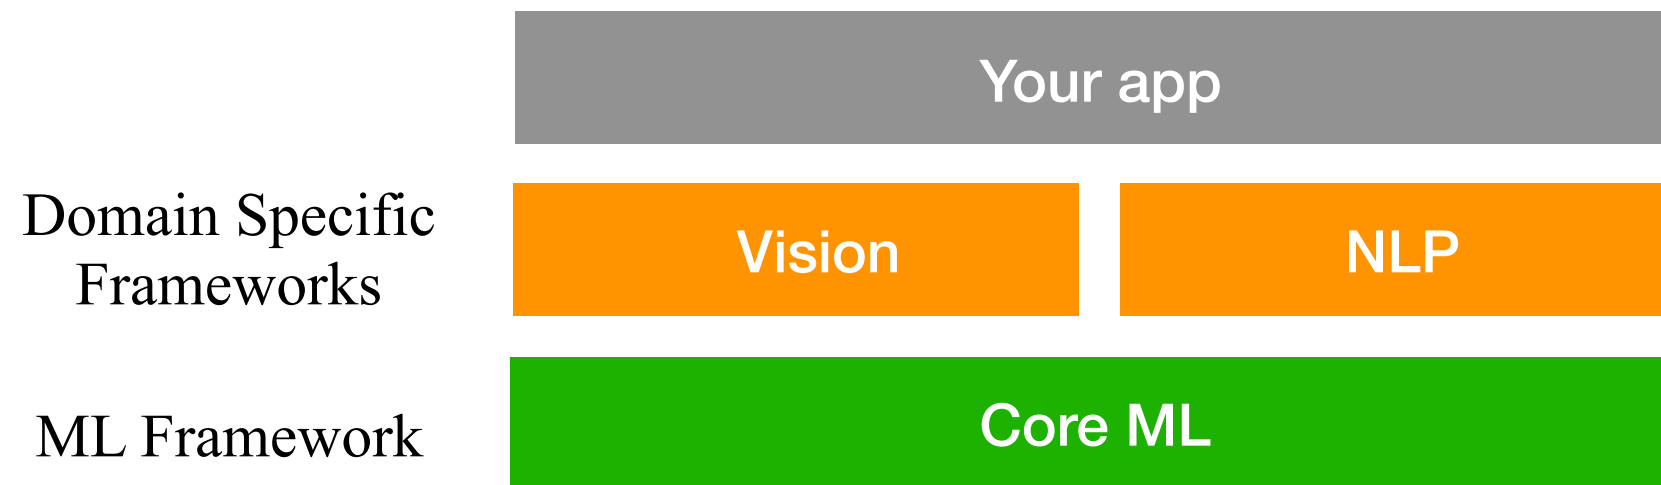 Your app
Domain Specific
Frameworks
Vision
NLP
ML Framework
Core ML